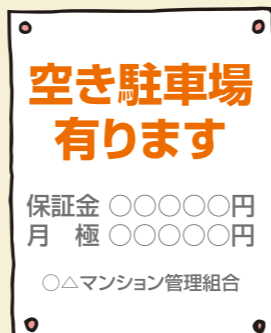 空き駐車場
有ります
保証金 ○○○○○円
月　極 ○○○○○円
○△マンション管理組合